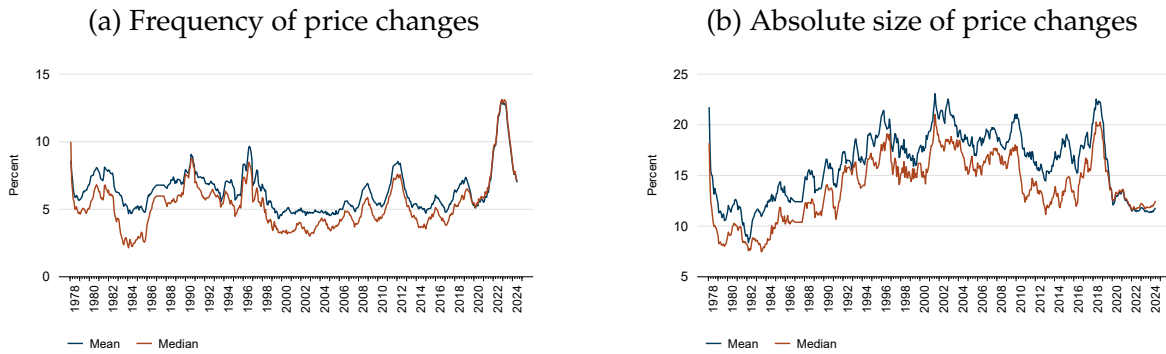 (a) Frequency of price changes
15
10
5
0
Percent
1978 1980 1982 1984 1986 1988 1990 1992 1994 1996 1998 2000 2002 2004 2006 2008 2010 2012 2014 2016 2018 2020 2022 2024
Mean Median
(b) Absolute size of price changes
25
20
15
10
5
Percent
1978 1980 1982 1984 1986 1988 1990 1992 1994 1996 1998 2000 2002 2004 2006 2008 2010 2012 2014 2016 2018 2020 2022 2024
Mean Median